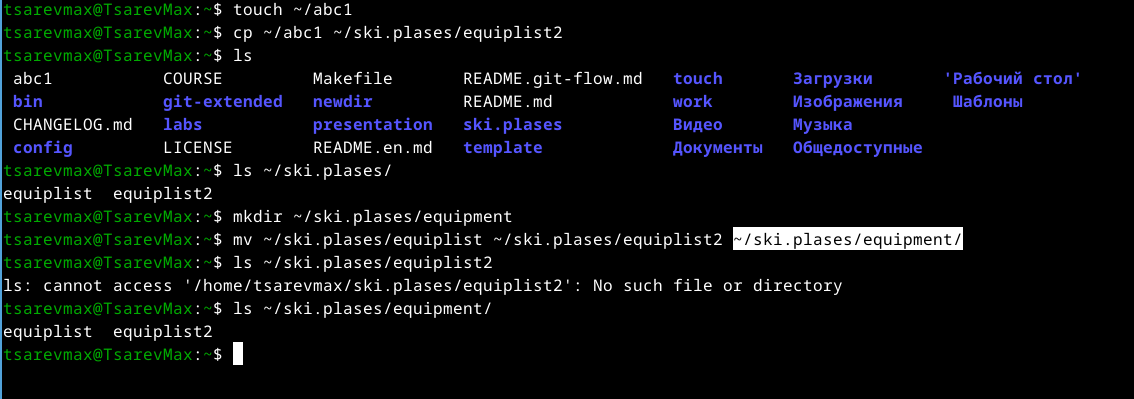 tsarevmax@TsarevMax:~$ touch ~/abc1
tsarevmax@TsarevMax:~$ cp ~/abc1 ~/ski.plases/equiplist2
tsarevmax@TsarevMax:~$ ls
abc1 COURSE Makefile README.git-flow.md touch Загрузки 'Рабочий стол'
bin git-extended newdir README.md work Изображения Шаблоны
CHANGELOG.md labs presentation ski.plases Видео Музыка
config LICENSE README.en.md template Документы Общедоступные
tsarevmax@TsarevMax:~$ ls ~/ski.plases/
equiplist equiplist2
tsarevmax@TsarevMax:~$ mkdir ~/ski.plases/equipment
tsarevmax@TsarevMax:~$ mv ~/ski.plases/equiplist ~/ski.plases/equiplist2 ~/ski.plases/equipment/
tsarevmax@TsarevMax:~$ ls ~/ski.plases/equiplist2
ls: cannot access '/home/tsarevmax/ski.plases/equiplist2': No such file or directory
tsarevmax@TsarevMax:~$ ls ~/ski.plases/equipment/
equiplist equiplist2
tsarevmax@TsarevMax:~$